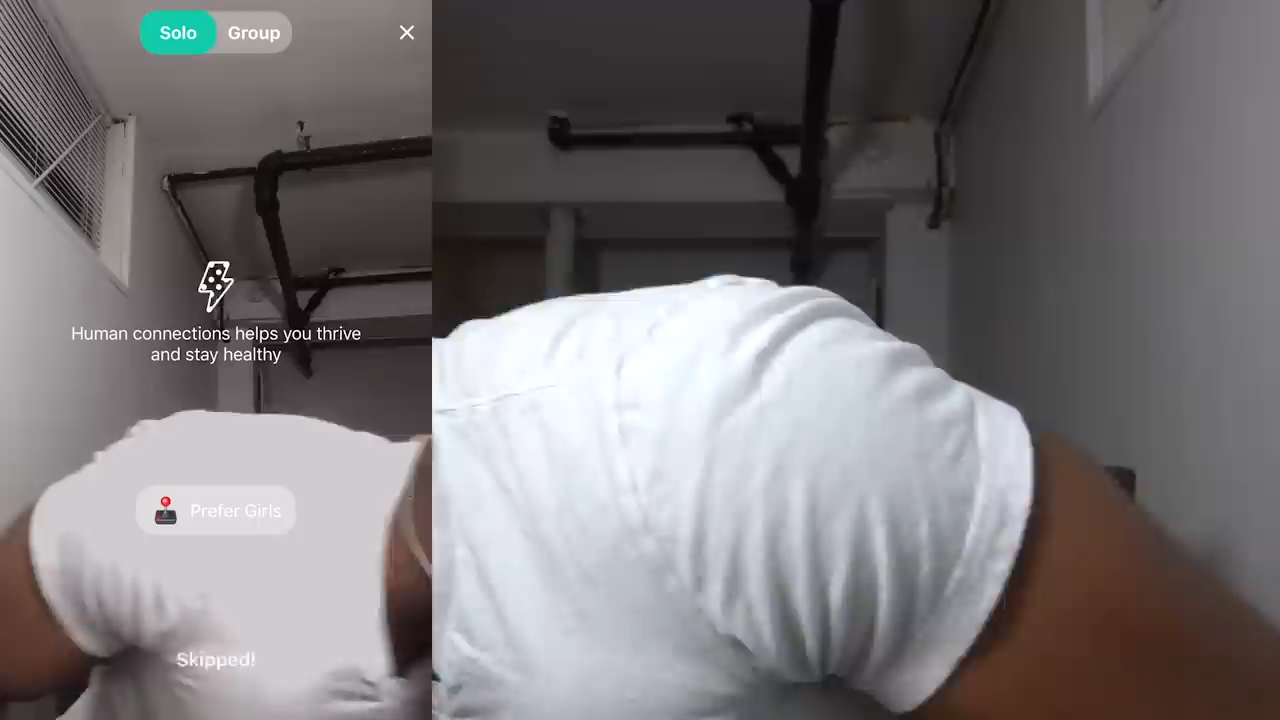 Solo
Group
Human connections helps you thrive
and stay healthy
Prefer Girls
Skipped!